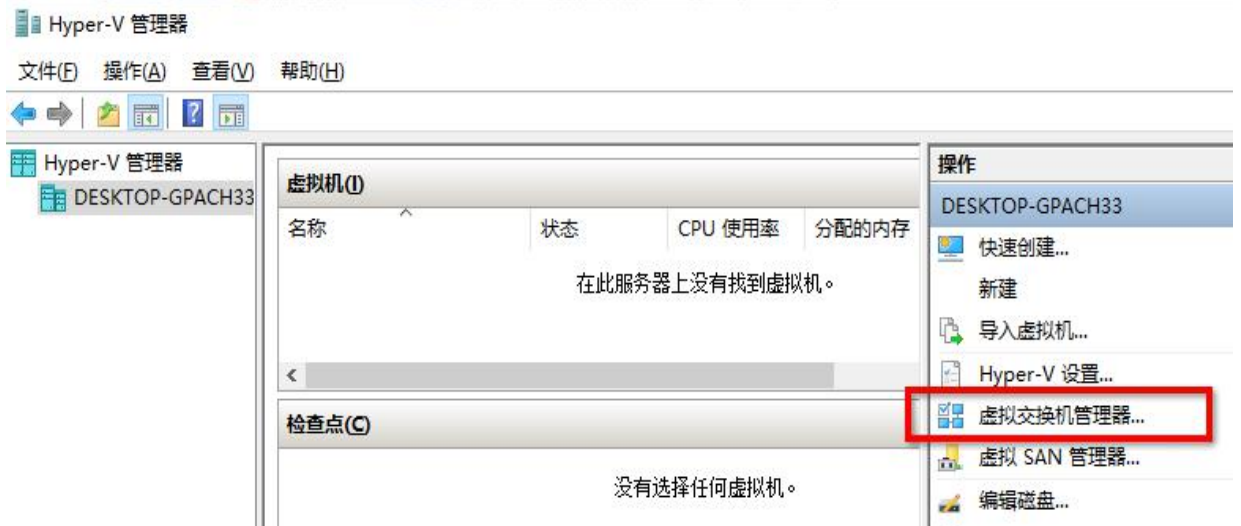 Hyper-V 管理器
文件(F) 操作(A) 查看(V) 帮助(H)
Hyper-V 管理器
DESKTOP-GPACH33
虚拟机(I)
名称 状态 CPU 使用率 分配的内存
在此服务器上没有找到虚拟机。
检查点(C)
没有选择任何虚拟机。
操作
DESKTOP-GPACH33
快速创建...
新建
导入虚拟机...
Hyper-V 设置...
虚拟交换机管理器...
虚拟 SAN 管理器...
编辑磁盘...